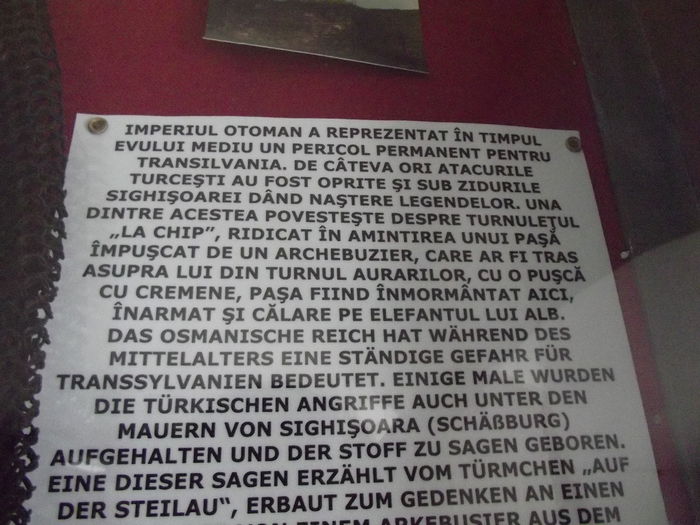 IMPERIUL OTOMAN A REPREZENTAT ÎN TIMPUL
EVULUI MEDIU UN PERICOL PERMANENT PENTRU
TRANSILVANIA. DE CÂTEVA ORI ATACURILE
TURCEŞTI AU FOST OPRITE ŞI SUB ZIDURILE
SIGHIŞOAREI DÂND NAŞTERE LEGENDELOR. UNA
DINTRE ACESTEA POVESTEŞTE DESPRE TURNULEŢUL
„LA CHIP”, RIDICAT ÎN AMINTIREA UNUI PAŞĂ
ÎMPUŞCAT DE UN ARCHEBUZIER, CARE AR FI TRAS
ASUPRA LUI DIN TURNUL AURARILOR, CU O PUŞCĂ
CU CREMENE, PAŞA FIIND ÎNMORMÂNTAT AICI,
ÎNARMAT ŞI CĂLARE PE ELEFANTUL LUI ALB.
DAS OSMANISCHE REICH HAT WÄHREND DES
MITTELALTERS EINE STÄNDIGE GEFAHR FÜR
TRANSSYLVANIEN BEDEUTET. EINIGE MALE WURDEN
DIE TÜRKISCHEN ANGRIFFE AUCH UNTER DEN
MAUERN VON SIGHIŞOARA (SCHÄßBURG)
AUFGEHALTEN UND DER STOFF ZU SAGEN GEBOREN.
EINE DIESER SAGEN ERZÄHLT VOM TÜRMCHEN „AUF
DER STEILAU“, ERBAUT ZUM GEDENKEN AN EINEN
VON EINEM ARKEBUSIER AUS DEM